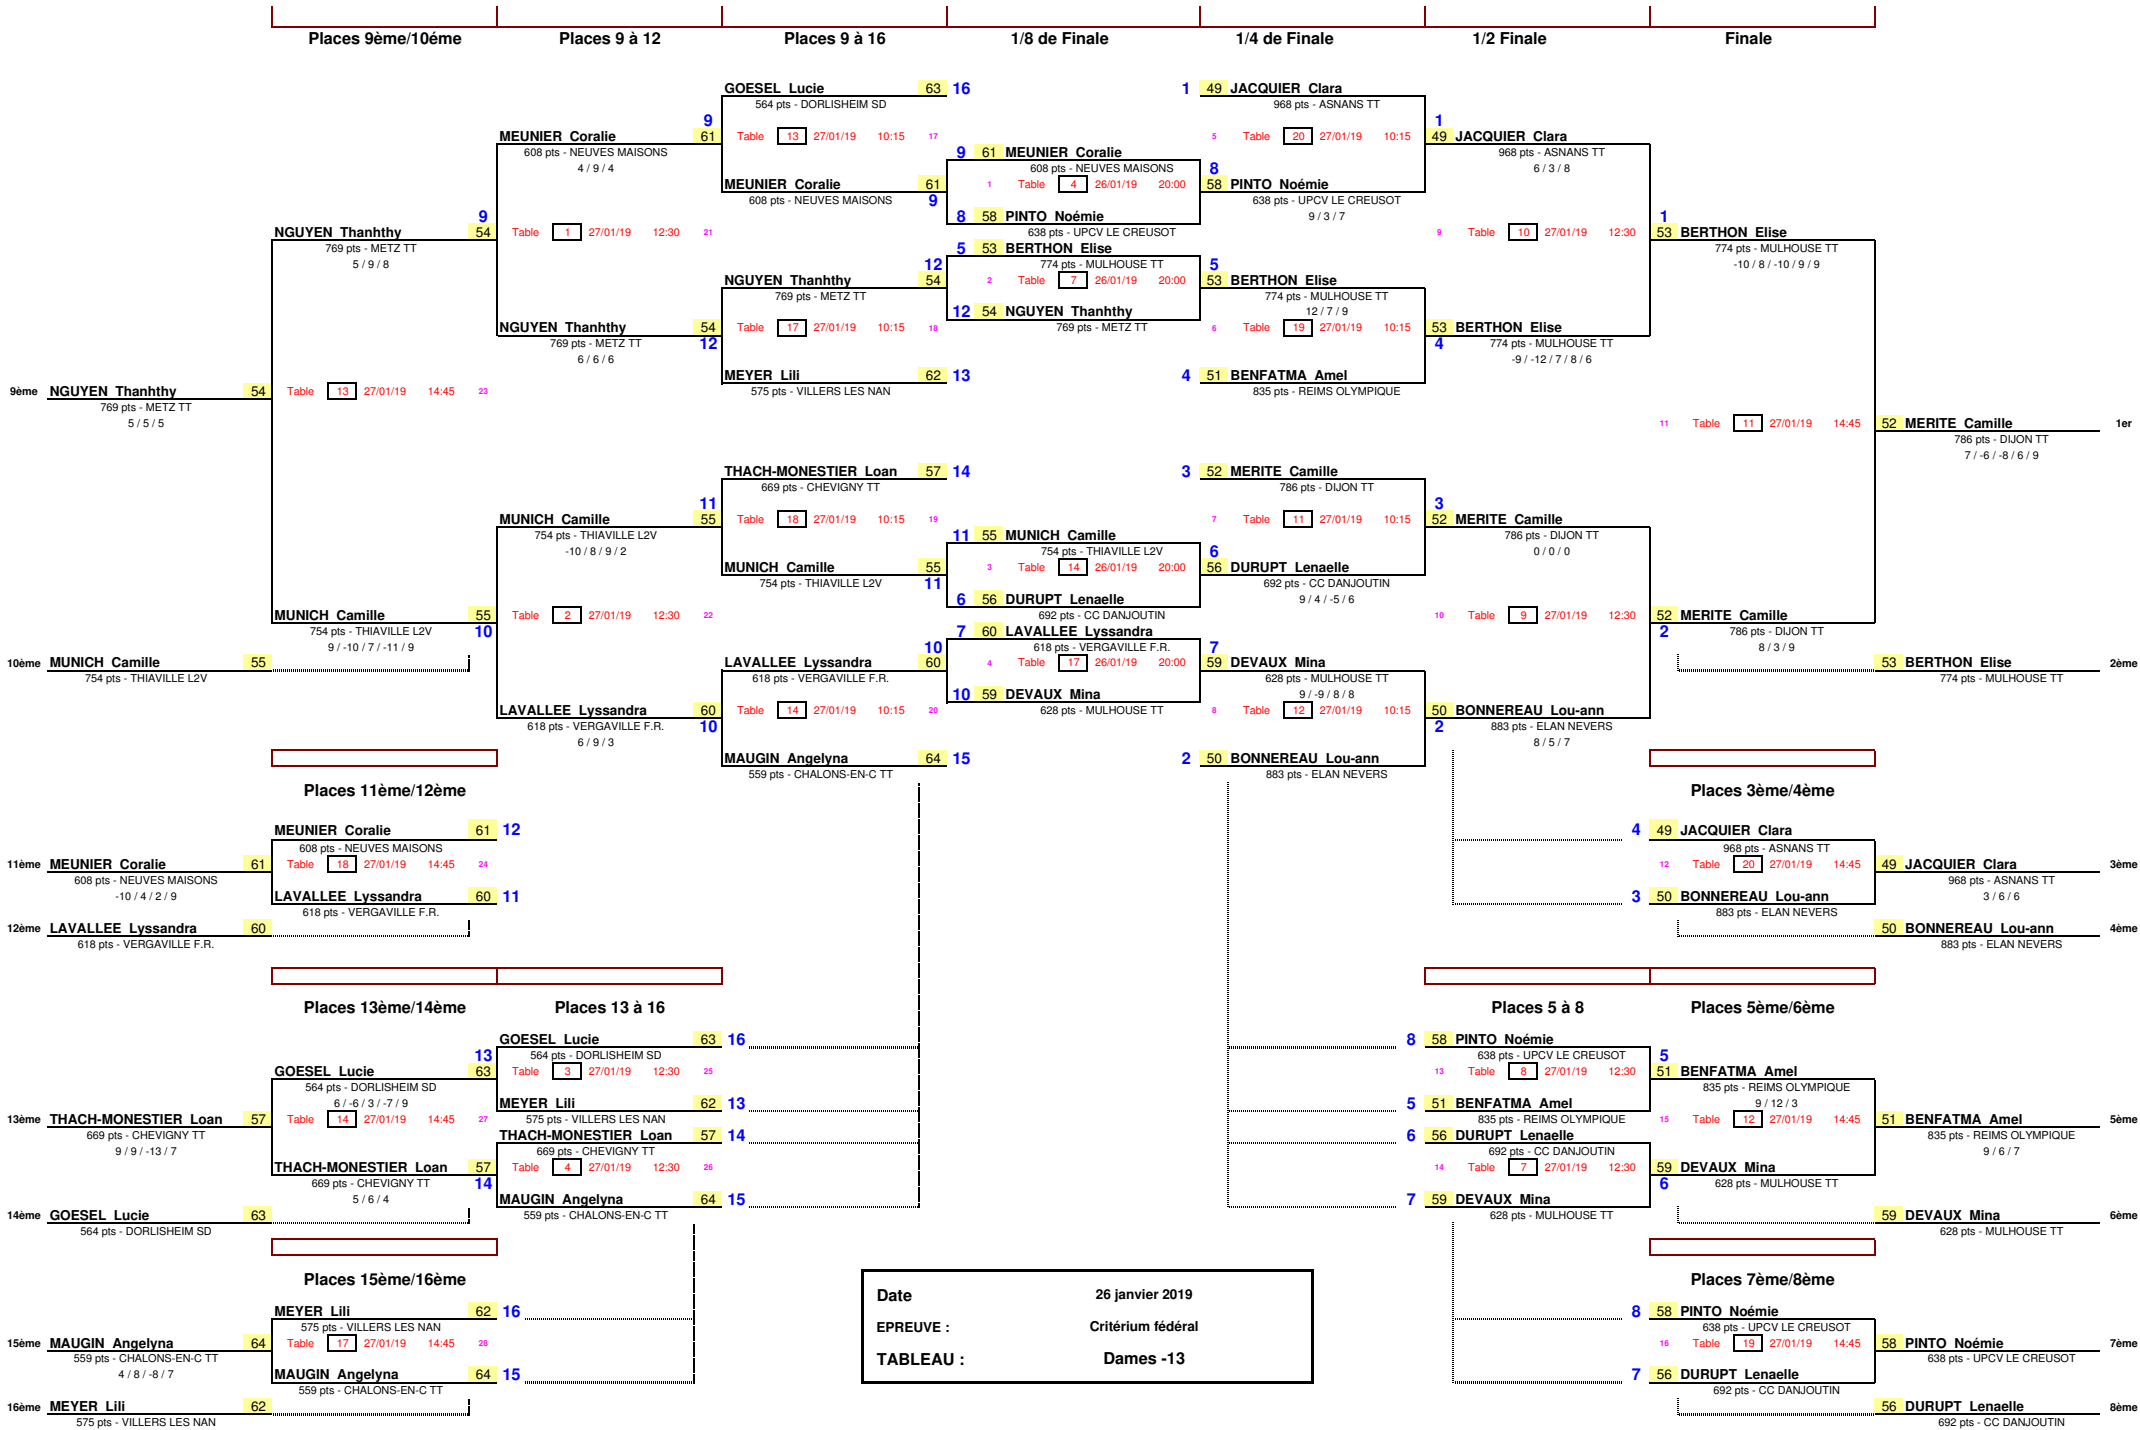 Places 9ème/10éme Places 9 à 12 Places 9 à 16 1/8 de Finale 1/4 de Finale 1/2 Finale Finale
GOESEL Lucie 63 16 1 49 JACQUIER Clara
564 pts - DORLISHEIM SD 968 pts - ASNANS TT
9 1
MEUNIER Coralie 61 Table 13 27/01/19 10:15 17 5 Table 20 27/01/19 10:15 49 JACQUIER Clara
608 pts - NEUVES MAISONS 9 61 MEUNIER Coralie 968 pts - ASNANS TT
4 / 9 / 4 608 pts - NEUVES MAISONS 8 6 / 3 / 8
MEUNIER Coralie 61 1 Table 4 26/01/19 20:00 58 PINTO Noémie
608 pts - NEUVES MAISONS 9 638 pts - UPCV LE CREUSOT
9 8 58 PINTO Noémie 9 / 3 / 7 1
NGUYEN Thanhthy 54 Table 1 27/01/19 12:30 21 638 pts - UPCV LE CREUSOT 9 Table 10 27/01/19 12:30 53 BERTHON Elise
769 pts - METZ TT 5 53 BERTHON Elise 774 pts - MULHOUSE TT
5 / 9 / 8 12 774 pts - MULHOUSE TT 5 -10 / 8 / -10 / 9 / 9
NGUYEN Thanhthy 54 2 Table 7 26/01/19 20:00 53 BERTHON Elise
769 pts - METZ TT 774 pts - MULHOUSE TT
12 54 NGUYEN Thanhthy 12 / 7 / 9
NGUYEN Thanhthy 54 Table 17 27/01/19 10:15 18 769 pts - METZ TT 6 Table 19 27/01/19 10:15 53 BERTHON Elise
769 pts - METZ TT 12 4 774 pts - MULHOUSE TT
6 / 6 / 6 -9 / -12 / 7 / 8 / 6
MEYER Lili 62 13 4 51 BENFATMA Amel
9ème NGUYEN Thanhthy 54 Table 13 27/01/19 14:45 23 575 pts - VILLERS LES NAN 835 pts - REIMS OLYMPIQUE
769 pts - METZ TT
5 / 5 / 5 11 Table 11 27/01/19 14:45 52 MERITE Camille 1er
786 pts - DIJON TT
7 / -6 / -8 / 6 / 9
THACH-MONESTIER Loan 57 14 3 52 MERITE Camille
669 pts - CHEVIGNY TT 786 pts - DIJON TT
11 3
MUNICH Camille 55 Table 18 27/01/19 10:15 19 7 Table 11 27/01/19 10:15 52 MERITE Camille
754 pts - THIAVILLE L2V 11 55 MUNICH Camille 786 pts - DIJON TT
-10 / 8 / 9 / 2 754 pts - THIAVILLE L2V 6 0 / 0 / 0
MUNICH Camille 55 3 Table 14 26/01/19 20:00 56 DURUPT Lenaelle
754 pts - THIAVILLE L2V 11 692 pts - CC DANJOUTIN
6 56 DURUPT Lenaelle 9 / 4 / -5 / 6
MUNICH Camille 55 Table 2 27/01/19 12:30 22 692 pts - CC DANJOUTIN 10 Table 9 27/01/19 12:30 52 MERITE Camille
754 pts - THIAVILLE L2V 10 7 60 LAVALLEE Lyssandra 2 786 pts - DIJON TT
9 / -10 / 7 / -11 / 9 10 618 pts - VERGAVILLE F.R. 7 8 / 3 / 9
10ème MUNICH Camille 55 LAVALLEE Lyssandra 60 4 Table 17 26/01/19 20:00 59 DEVAUX Mina 53 BERTHON Elise 2ème
754 pts - THIAVILLE L2V 618 pts - VERGAVILLE F.R. 628 pts - MULHOUSE TT 774 pts - MULHOUSE TT
10 59 DEVAUX Mina 9 / -9 / 8 / 8
LAVALLEE Lyssandra 60 Table 14 27/01/19 10:15 20 628 pts - MULHOUSE TT 8 Table 12 27/01/19 10:15 50 BONNEREAU Lou-ann
618 pts - VERGAVILLE F.R. 10 2 883 pts - ELAN NEVERS
6 / 9 / 3 8 / 5 / 7
MAUGIN Angelyna 64 15 2 50 BONNEREAU Lou-ann
559 pts - CHALONS-EN-C TT 883 pts - ELAN NEVERS
Places 11ème/12ème Places 3ème/4ème
MEUNIER Coralie 61 12 4 49 JACQUIER Clara
608 pts - NEUVES MAISONS 968 pts - ASNANS TT
11ème MEUNIER Coralie 61 Table 18 27/01/19 14:45 24 12 Table 20 27/01/19 14:45 49 JACQUIER Clara 3ème
608 pts - NEUVES MAISONS 968 pts - ASNANS TT
-10 / 4 / 2 / 9 LAVALLEE Lyssandra 60 11 3 50 BONNEREAU Lou-ann 3 / 6 / 6
618 pts - VERGAVILLE F.R. 883 pts - ELAN NEVERS
12ème LAVALLEE Lyssandra 60 50 BONNEREAU Lou-ann 4ème
618 pts - VERGAVILLE F.R. 883 pts - ELAN NEVERS
Places 13ème/14ème Places 13 à 16 Places 5 à 8 Places 5ème/6ème
GOESEL Lucie 63 16 8 58 PINTO Noémie
13 564 pts - DORLISHEIM SD 638 pts - UPCV LE CREUSOT 5
GOESEL Lucie 63 Table 3 27/01/19 12:30 25 13 Table 8 27/01/19 12:30 51 BENFATMA Amel
564 pts - DORLISHEIM SD 835 pts - REIMS OLYMPIQUE
6 / -6 / 3 / -7 / 9 MEYER Lili 62 13 5 51 BENFATMA Amel 9 / 12 / 3
13ème THACH-MONESTIER Loan 57 Table 14 27/01/19 14:45 27 575 pts - VILLERS LES NAN 835 pts - REIMS OLYMPIQUE 15 Table 12 27/01/19 14:45 51 BENFATMA Amel 5ème
669 pts - CHEVIGNY TT THACH-MONESTIER Loan 57 14 6 56 DURUPT Lenaelle 835 pts - REIMS OLYMPIQUE
9 / 9 / -13 / 7 669 pts - CHEVIGNY TT 692 pts - CC DANJOUTIN 9 / 6 / 7
THACH-MONESTIER Loan 57 Table 4 27/01/19 12:30 26 14 Table 7 27/01/19 12:30 59 DEVAUX Mina
669 pts - CHEVIGNY TT 14 6 628 pts - MULHOUSE TT
5 / 6 / 4 MAUGIN Angelyna 64 15 7 59 DEVAUX Mina
14ème GOESEL Lucie 63 559 pts - CHALONS-EN-C TT 628 pts - MULHOUSE TT 59 DEVAUX Mina 6ème
564 pts - DORLISHEIM SD 628 pts - MULHOUSE TT
Places 15ème/16ème Places 7ème/8ème
Date 26 janvier 2019
MEYER Lili 62 16 8 58 PINTO Noémie
575 pts - VILLERS LES NAN EPREUVE : Critérium fédéral 638 pts - UPCV LE CREUSOT
15ème MAUGIN Angelyna 64 Table 17 27/01/19 14:45 28 16 Table 19 27/01/19 14:45 58 PINTO Noémie 7ème
559 pts - CHALONS-EN-C TT TABLEAU : Dames -13 638 pts - UPCV LE CREUSOT
4 / 8 / -8 / 7 MAUGIN Angelyna 64 15 7 56 DURUPT Lenaelle
559 pts - CHALONS-EN-C TT 692 pts - CC DANJOUTIN
16ème MEYER Lili 62 56 DURUPT Lenaelle 8ème
575 pts - VILLERS LES NAN 692 pts - CC DANJOUTIN